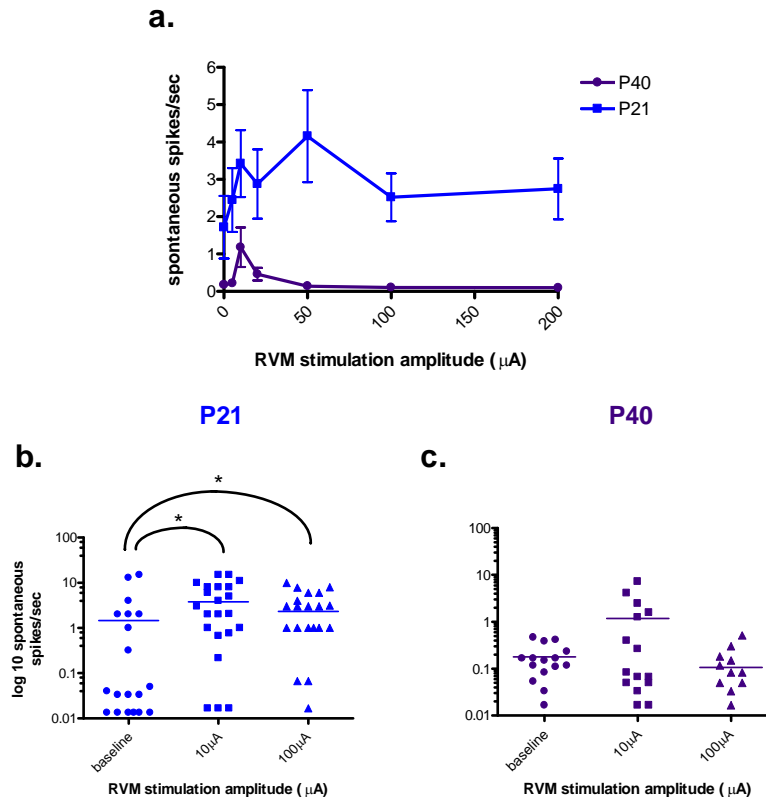 a.
spontaneous spikes/sec
6
5
4
3
2
1
0
0
50
100
150
200
RVM stimulation amplitude (μA)
P40
P21
P21
P40
b.
c.
*
*
log 10 spontaneous
spikes/sec
100
10
1
0.1
0.01
baseline
10μA
100μA
RVM stimulation amplitude (μA)
100
10
1
0.1
0.01
baseline
10μA
100μA
RVM stimulation amplitude (μA)